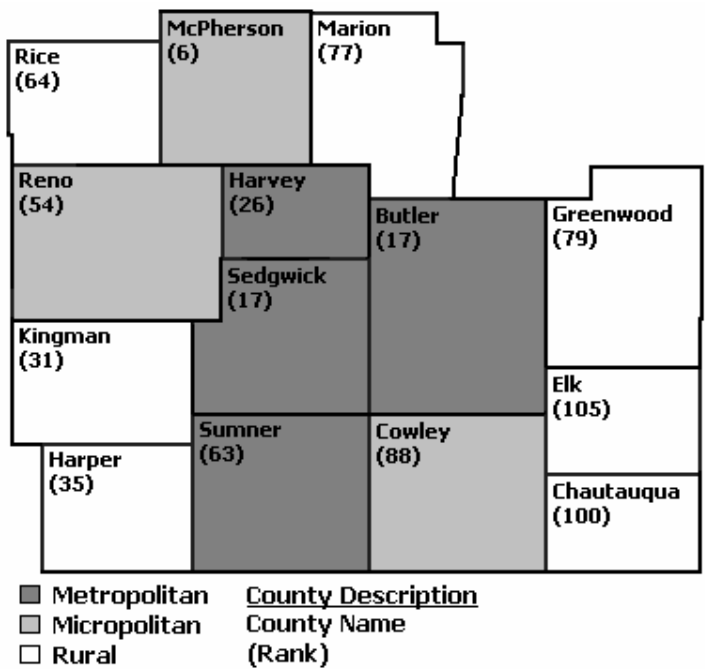 McPherson
(6)
Marion
(77)
Rice
(64)
Reno
(54)
Harvey
(26)
Butler
(17)
Greenwood
(79)
Sedgwick
(17)
Kingman
(31)
Elk
(105)
Sumner
(63)
Cowley
(88)
Harper
(35)
Chautauqua
(100)
Metropolitan County Description
Micropolitan County Name
Rural (Rank)